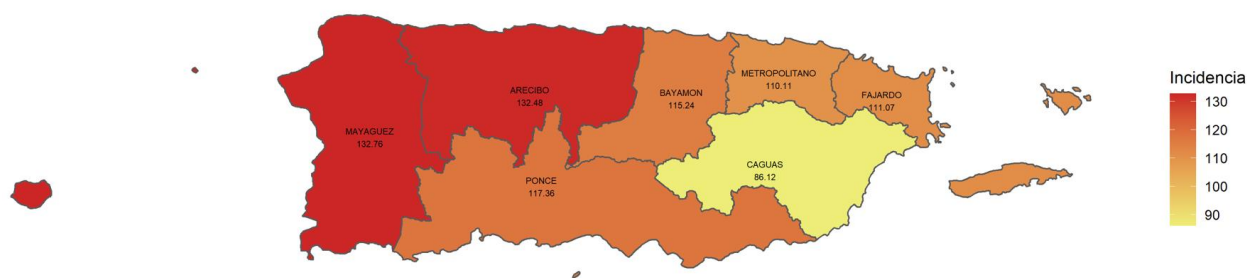 ARECIBO
132.48
BAYAMON
115.24
METROPOLITANO
110.11
FAJARDO
111.07
MAYAGUEZ
132.76
PONCE
117.36
CAGUAS
86.12
Incidencia
130
120
110
100
90